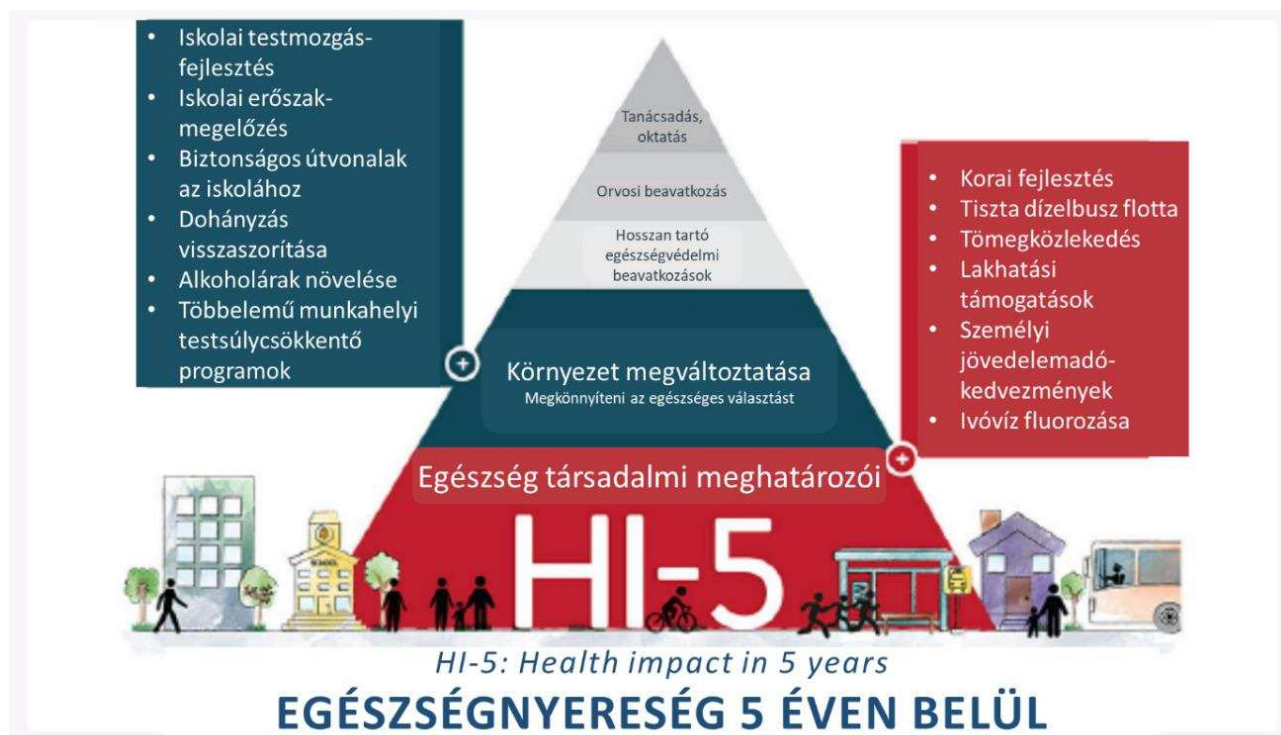 • Iskolai testmozgás-
fejlesztés
• Iskolai erőszak-
megelőzés
• Biztonságos útvonalak
az iskolához
• Dohányzás
visszaszorítása
• Alkoholárak növelése
• Többelemű munkahelyi
testsúlycsökkentő
programok
Tanácsadás,
oktatás
Orvosi beavatkozás
Hosszan tartó
egészségvédelmi
beavatkozások
Környezet megváltoztatása
Megkönnyíteni az egészséges választást
• Korai fejlesztés
• Tiszta dízelbusz flotta
• Tömegközlekedés
• Lakhatási
támogatások
• Személyi
jövedelemadó-
kedvezmények
• Ivóvíz fluorozása
Egészség társadalmi meghatározói
SCHOOL
HI-5
HI-5: Health impact in 5 years
EGÉSZSÉGNYERESÉG 5 ÉVEN BELÜL